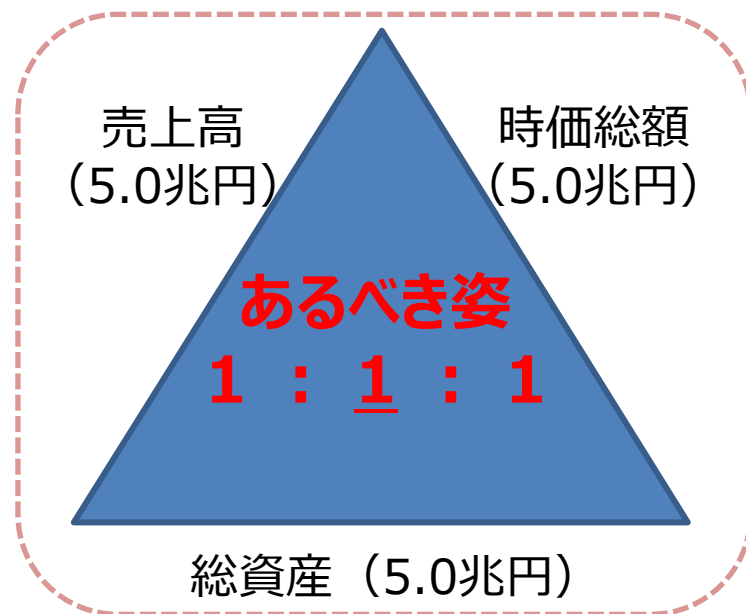 売上高
（5.0兆円）
時価総額
（5.0兆円）
あるべき姿
1 : 1 : 1
総資産（5.0兆円）